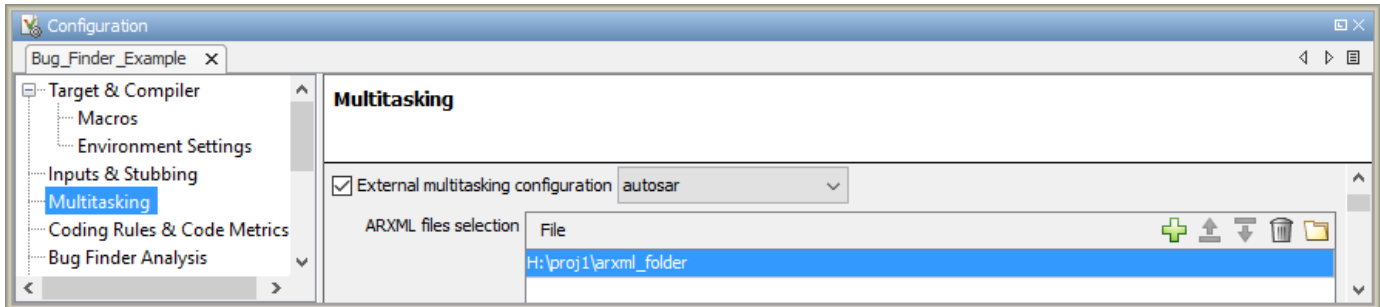 Configuration
Bug_Finder_Example
Target & Compiler
Macros
Environment Settings
Inputs & Stubbing
Multitasking
Coding Rules & Code Metrics
Bug Finder Analysis
Multitasking
External multitasking configuration autosar
ARXML files selection File
H:\proj1\arxml_folder